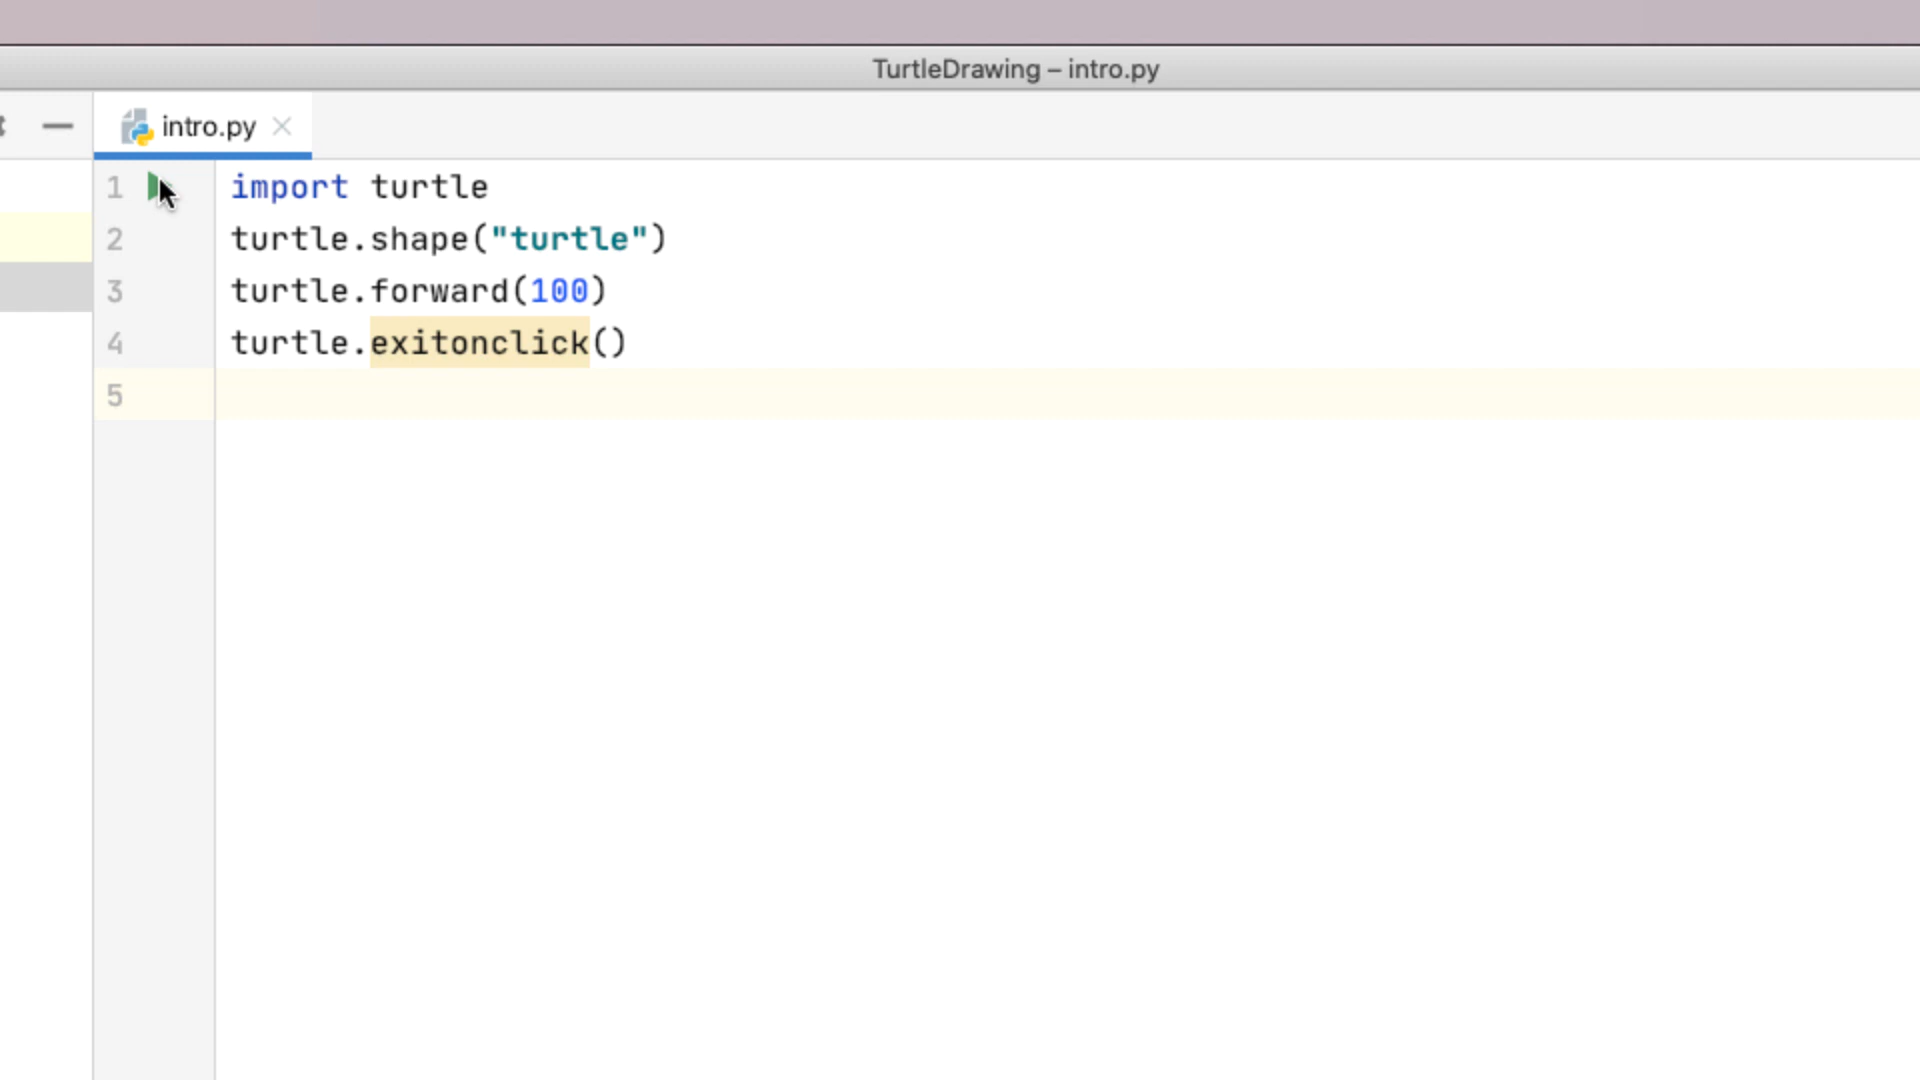 TurtleDrawing – intro.py
intro.py
1 import turtle
2 turtle.shape("turtle")
3 turtle.forward(100)
4 turtle.exitonclick()
5